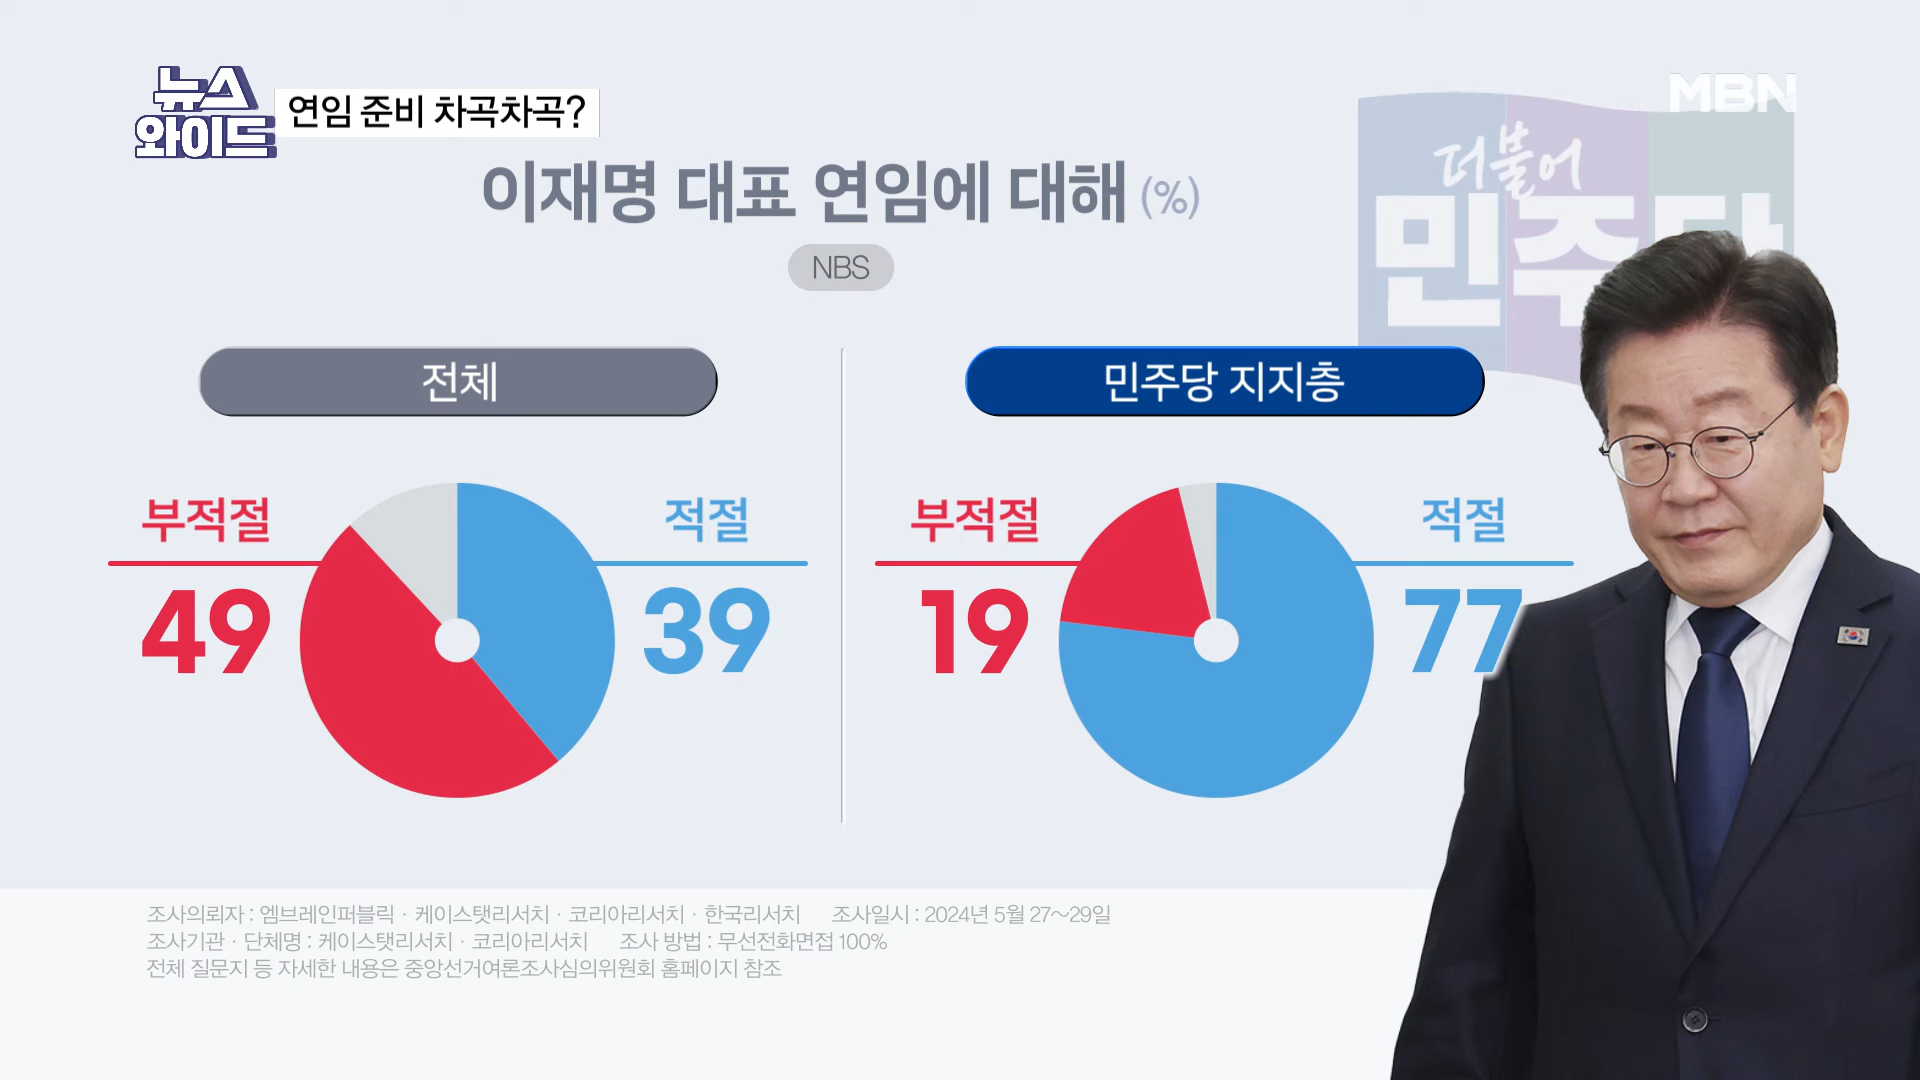 뉴스
와이드
연임 준비 차곡차곡?
MBN
더불어
민주당
이재명 대표 연임에 대해 (%)
NBS
전체
민주당 지지층
부적절
적절
49
39
부적절
적절
19
77
조사의뢰자 : 엠브레인퍼블릭 · 케이스탯리서치 · 코리아리서치 · 한국리서치 조사일시 : 2024년 5월 27~29일
조사기관 · 단체명 : 케이스탯리서치 · 코리아리서치 조사 방법 : 무선전화면접 100%
전체 질문지 등 자세한 내용은 중앙선거여론조사심의위원회 홈페이지 참조